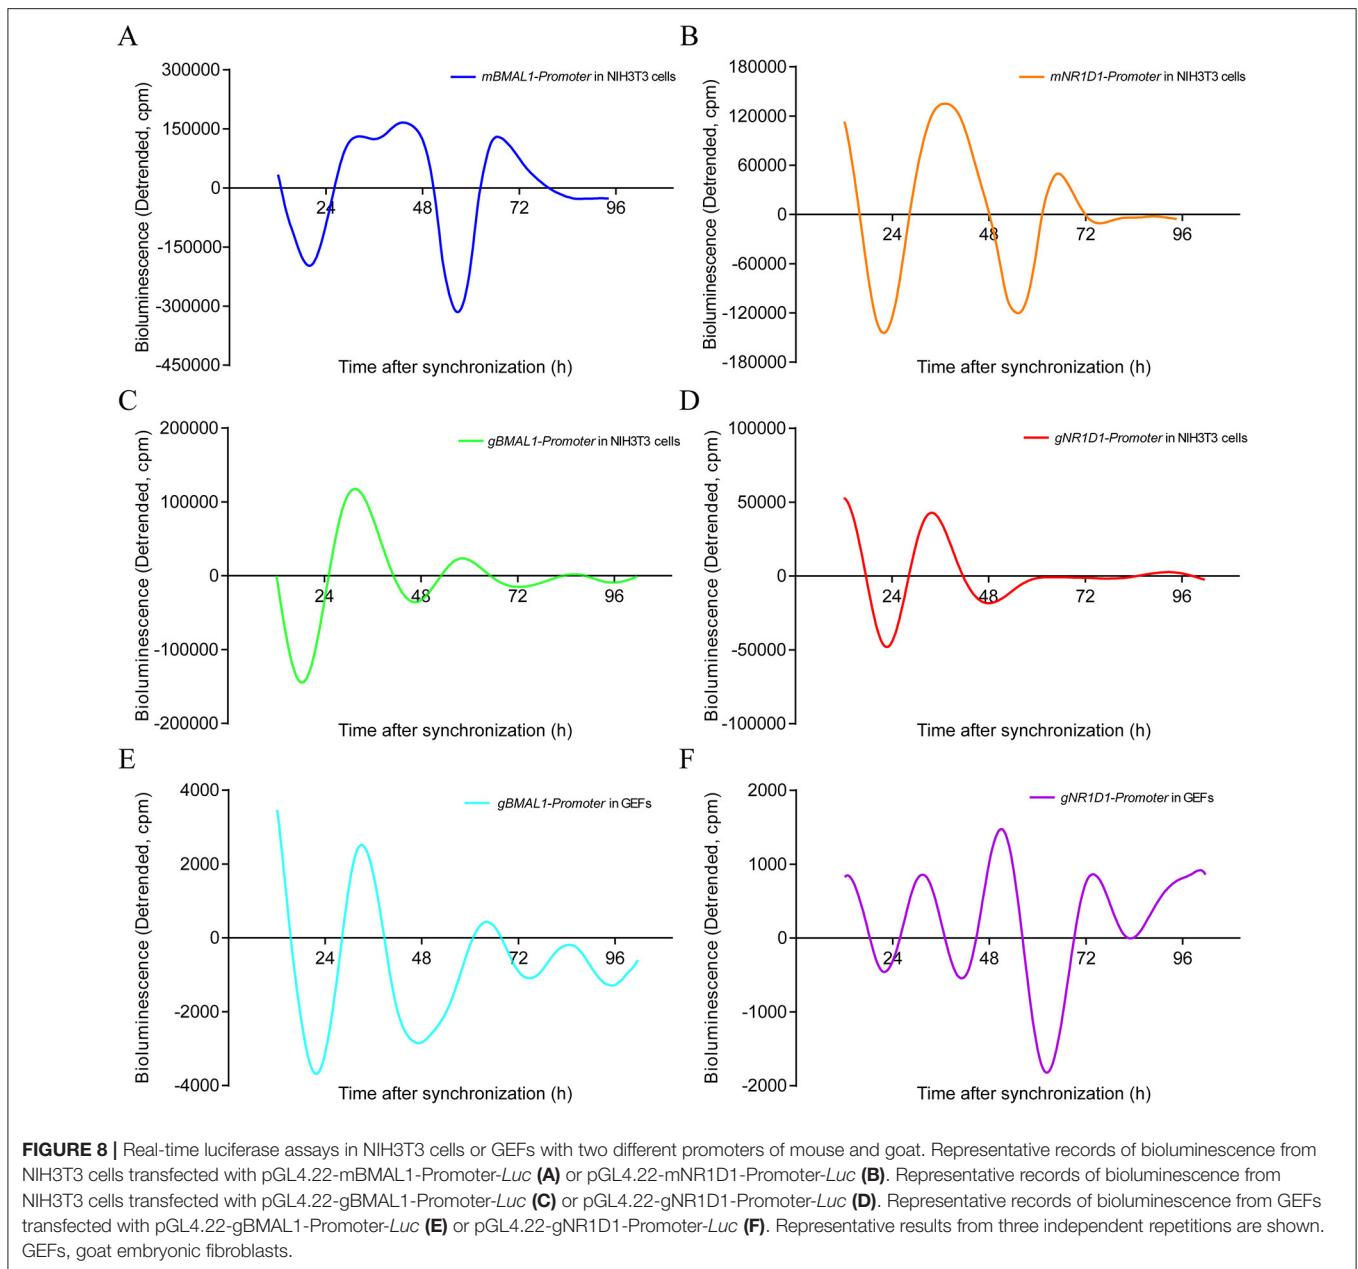 A
300000
150000
0
-150000
-300000
-450000
Bioluminescence (Detrended, cpm)
mBMAL1-Promoter in NIH3T3 cells
24
48
72
96
Time after synchronization (h)
B
180000
120000
60000
0
-60000
-120000
-180000
Bioluminescence (Detrended, cpm)
mNR1D1-Promoter in NIH3T3 cells
24
48
72
96
Time after synchronization (h)
C
200000
100000
0
-100000
-200000
Bioluminescence (Detrended, cpm)
gBMAL1-Promoter in NIH3T3 cells
24
48
72
96
Time after synchronization (h)
D
100000
50000
0
-50000
-100000
Bioluminescence (Detrended, cpm)
gNR1D1-Promoter in NIH3T3 cells
24
48
72
96
Time after synchronization (h)
E
4000
2000
0
-2000
-4000
Bioluminescence (Detrended, cpm)
gBMAL1-Promoter in GEFs
24
48
72
96
Time after synchronization (h)
F
2000
1000
0
-1000
-2000
Bioluminescence (Detrended, cpm)
gNR1D1-Promoter in GEFs
24
48
72
96
Time after synchronization (h)
FIGURE 8 | Real-time luciferase assays in NIH3T3 cells or GEFs with two different promoters of mouse and goat. Representative records of bioluminescence from
NIH3T3 cells transfected with pGL4.22-mBMAL1-Promoter-Luc (A) or pGL4.22-mNR1D1-Promoter-Luc (B). Representative records of bioluminescence from
NIH3T3 cells transfected with pGL4.22-gBMAL1-Promoter-Luc (C) or pGL4.22-gNR1D1-Promoter-Luc (D). Representative records of bioluminescence from GEFs
transfected with pGL4.22-gBMAL1-Promoter-Luc (E) or pGL4.22-gNR1D1-Promoter-Luc (F). Representative results from three independent repetitions are shown.
GEFs, goat embryonic fibroblasts.